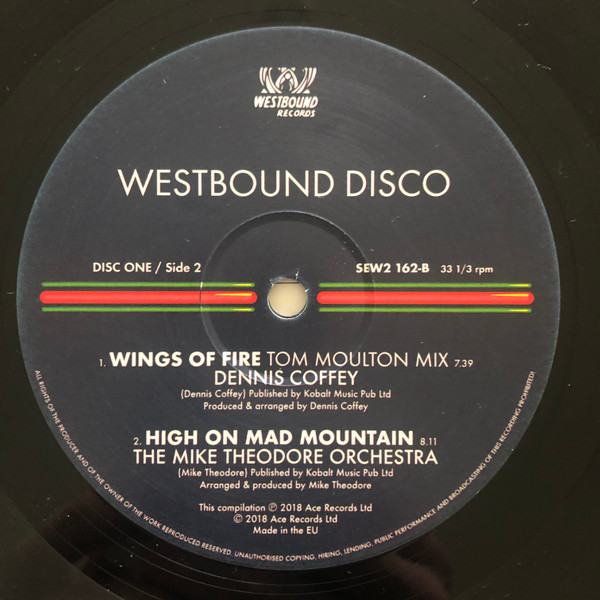 WESTBOUND
RECORDS
WESTBOUND DISCO
DISC ONE / Side 2
SEW2 162-B 33 1/3 rpm
1. WINGS OF FIRE TOM MOULTON MIX 7.39
DENNIS COFFEY
(Dennis Coffey) Published by Kobalt Music Pub Ltd
Produced & arranged by Dennis Coffey
2. HIGH ON MAD MOUNTAIN 8.11
THE MIKE THEODORE ORCHESTRA
(Mike Theodore) Published by Kobalt Music Pub Ltd
Arranged & produced by Mike Theodore
This compilation ℗ 2018 Ace Records Ltd
© 2018 Ace Records Ltd
Made in the EU
ALL RIGHTS OF THE PRODUCER AND OF THE OWNER OF THE WORK REPRODUCED RESERVED. UNAUTHORISED COPYING, HIRING, LENDING, PUBLIC PERFORMANCE AND BROADCASTING OF THIS RECORDING PROHIBITED!